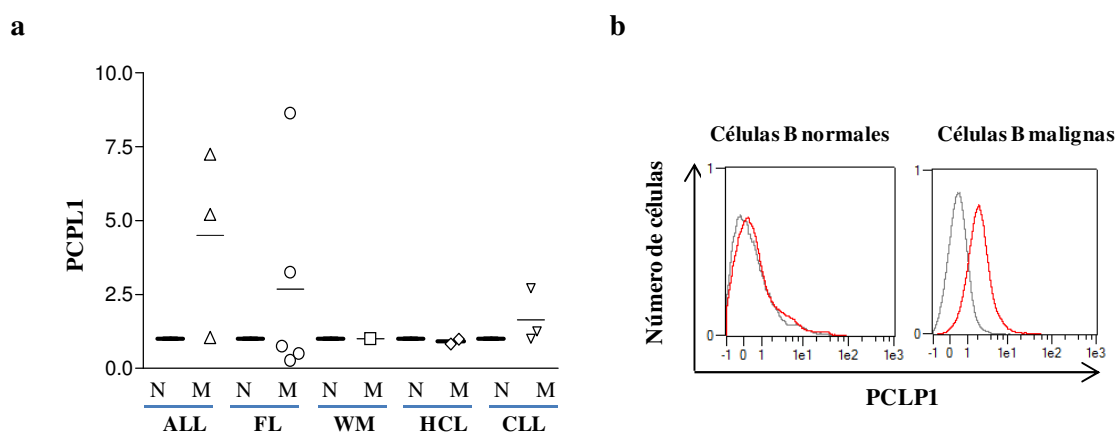 a
10.0
7.5
5.0
2.5
0.0
PCPL1
N M N M N M N M N M
ALL FL WM HCL CLL
b
Células B normales
Células B malignas
Número de células
1
0
-1 0 1 1e1 1e2 1e3
1
0
-1 0 1 1e1 1e2 1e3
PCLP1